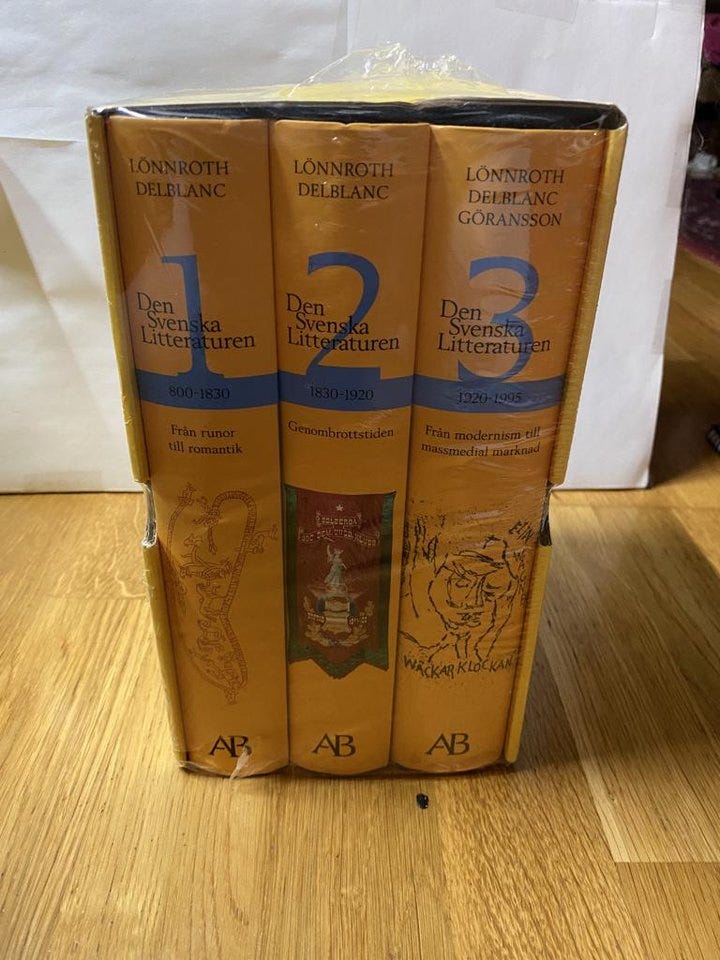 LÖNNROTH
DELBLANC
1
Den
Svenska
Litteraturen
800-1830
Från runor
till romantik
AB
LÖNNROTH
DELBLANC
2
Den
Svenska
Litteraturen
1830-1920
Genombrottstiden
AB
LÖNNROTH
DELBLANC
GÖRANSSON
3
Den
Svenska
Litteraturen
1920-1995
Från modernism till
massmedial marknad
WÄCKAR KLOCKAN
AB